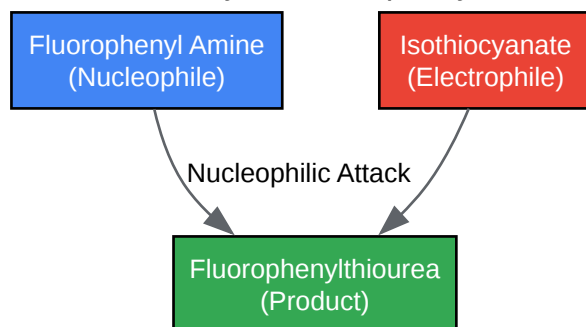 Fluorophenyl Amine
(Nucleophile)
Isothiocyanate
(Electrophile)
Nucleophilic Attack
Fluorophenylthiourea
(Product)